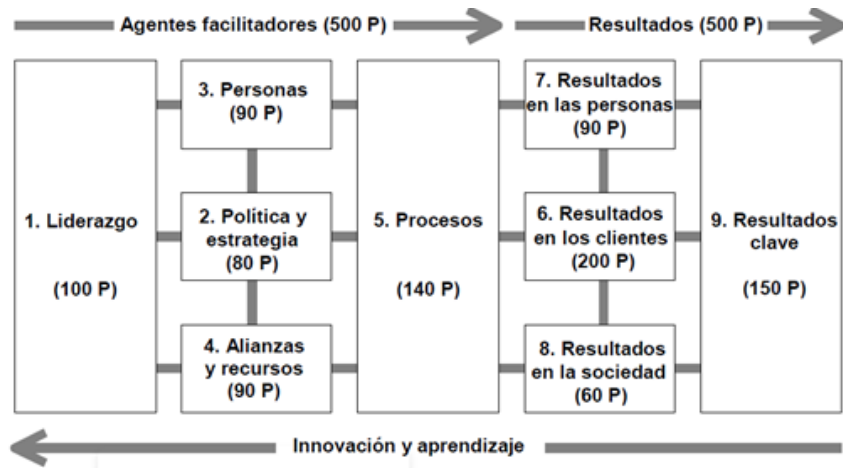 Agentes facilitadores (500 P)
Resultados (500 P)
1. Liderazgo
(100 P)
3. Personas
(90 P)
2. Política y
estrategia
(80 P)
4. Alianzas
y recursos
(90 P)
5. Procesos
(140 P)
7. Resultados
en las personas
(90 P)
6. Resultados
en los clientes
(200 P)
8. Resultados
en la sociedad
(60 P)
9. Resultados
clave
(150 P)
Innovación y aprendizaje